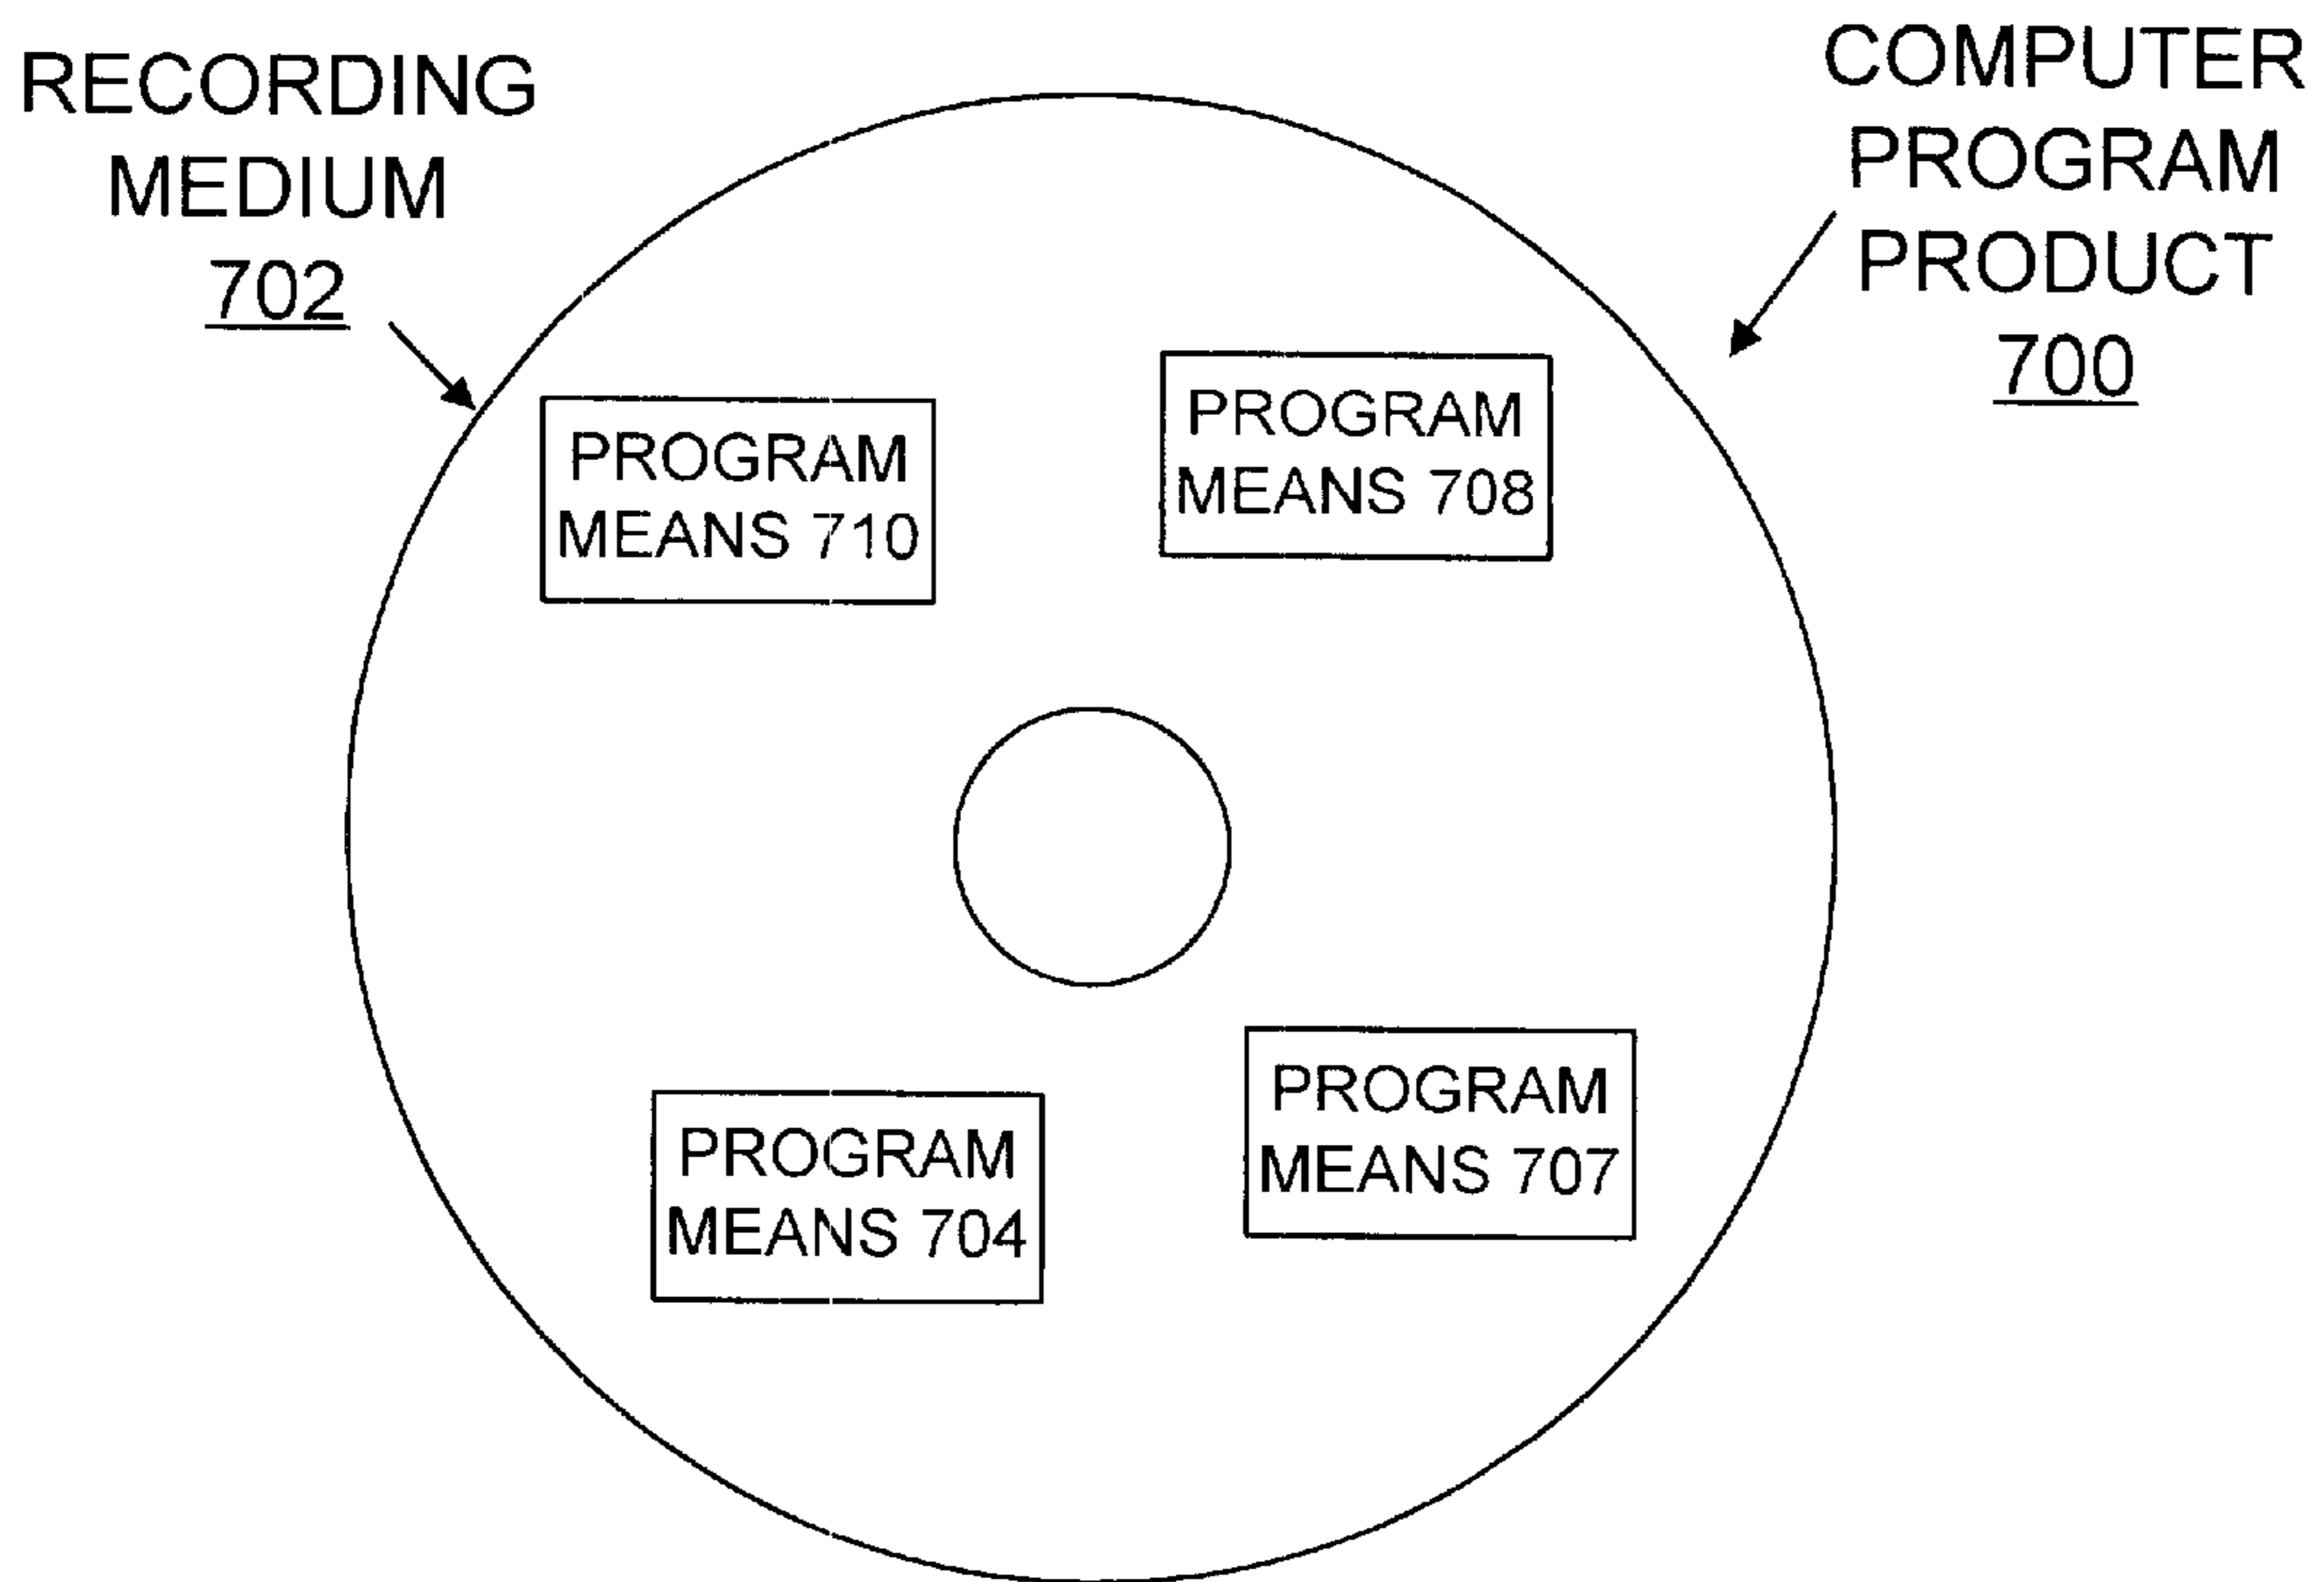 RECORDING
MEDIUM
702
COMPUTER
PROGRAM
PRODUCT
700
PROGRAM
MEANS 710
PROGRAM
MEANS 708
PROGRAM
MEANS 704
PROGRAM
MEANS 707